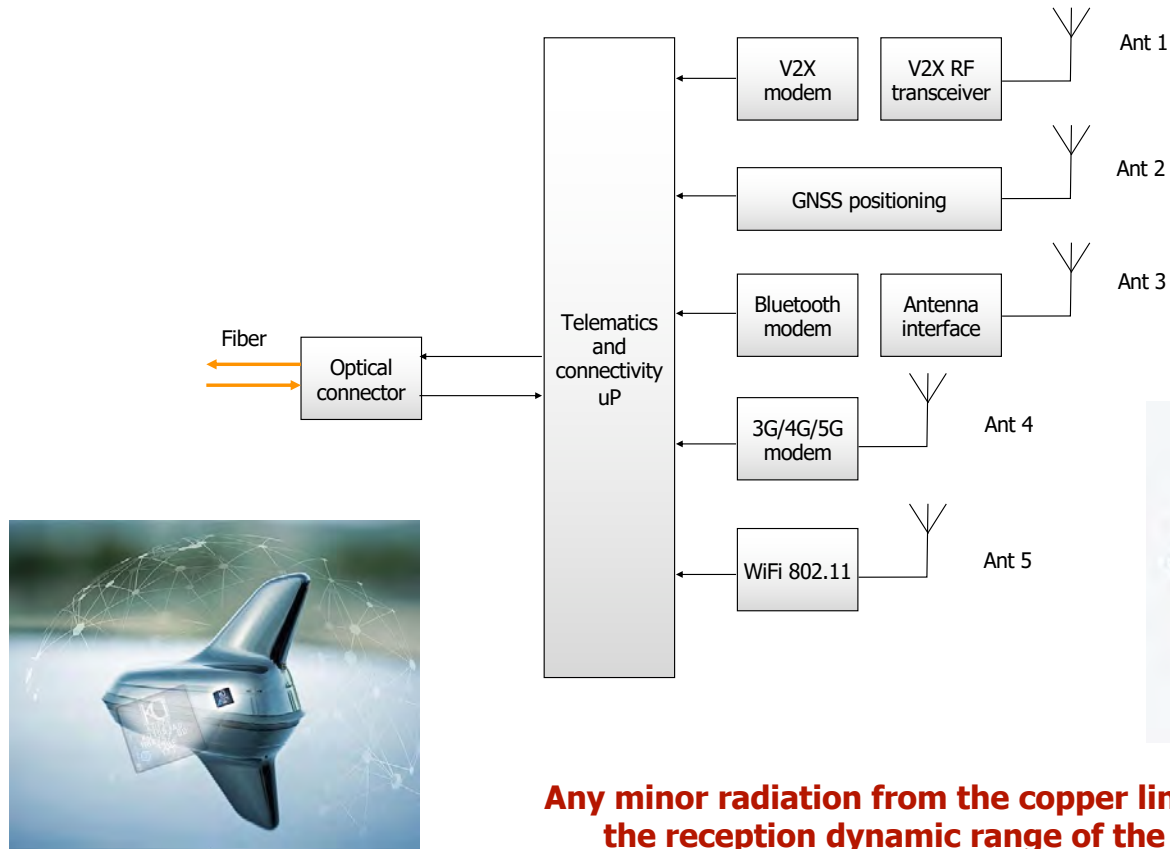 Ant 1
V2X
modem
V2X RF
transceiver
Ant 2
GNSS positioning
Ant 3
Bluetooth
modem
Antenna
interface
Telematics
and
connectivity
uP
Fiber
Optical
connector
Ant 4
3G/4G/5G
modem
Ant 5
WiFi 802.11
Any minor radiation from the copper lin
the reception dynamic range of the